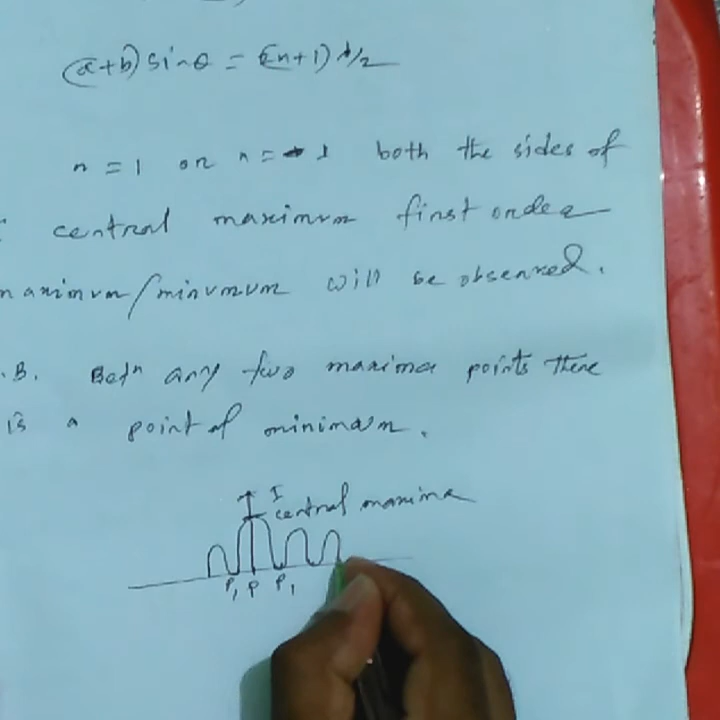 (a+b) sinθ = (2n+1) λ/2
n = 1 or n = -1 both the sides of
central maximum first order
maximum/minumum will be observed.
.B. Betn any two maxima points there
is a point of minimum.
I
central maxima
P1 P P1